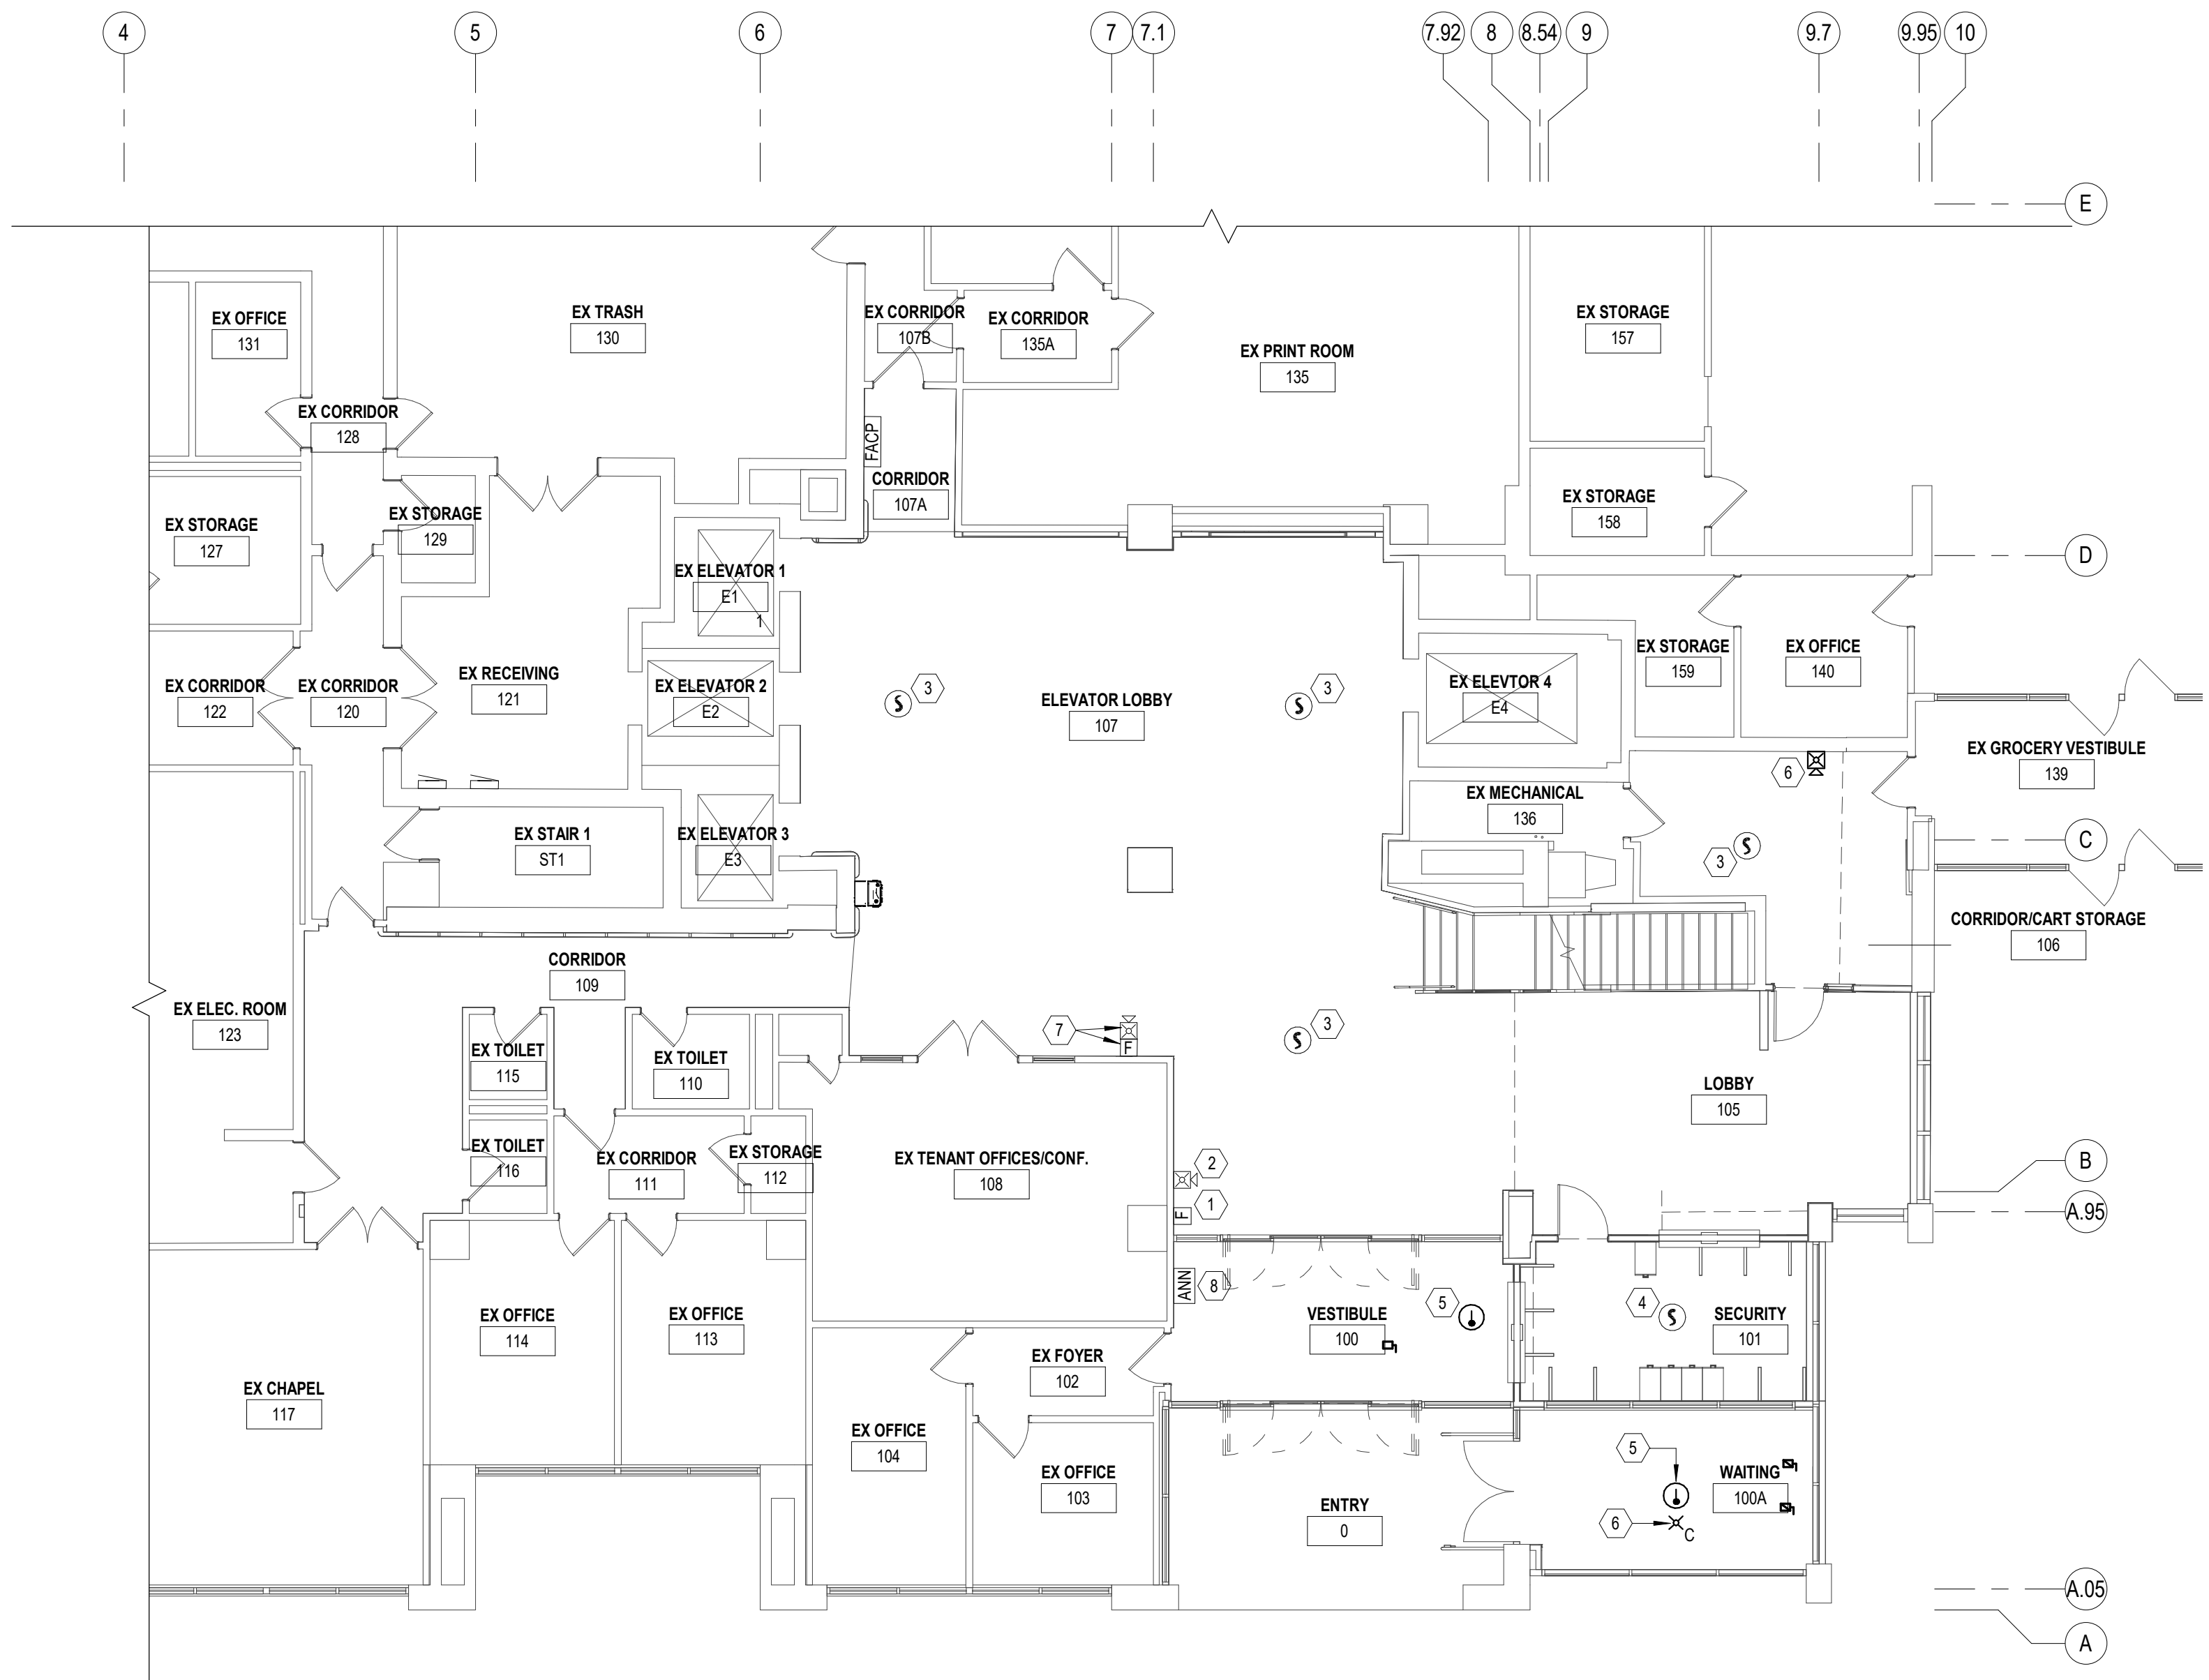 4
5
6
7
7.1
7.92
8
8.54
9
9.7
9.95
10
E
EX OFFICE
131
EX TRASH
130
EX CORRIDOR
107B
EX CORRIDOR
135A
EX PRINT ROOM
135
EX STORAGE
157
EX CORRIDOR
128
FACP
CORRIDOR
107A
EX STORAGE
127
EX STORAGE
129
EX STORAGE
158
D
EX ELEVATOR 1
E1
1
EX CORRIDOR
122
EX CORRIDOR
120
EX RECEIVING
121
EX ELEVATOR 2
E2
S
3
ELEVATOR LOBBY
107
S
3
EX ELEVTOR 4
E4
EX STORAGE
159
EX OFFICE
140
EX GROCERY VESTIBULE
139
6
EX MECHANICAL
136
EX STAIR 1
ST1
EX ELEVATOR 3
E3
3
S
C
CORRIDOR/CART STORAGE
106
CORRIDOR
109
EX ELEC. ROOM
123
EX TOILET
115
EX TOILET
110
7
F
S
3
LOBBY
105
EX TOILET
116
EX CORRIDOR
111
EX STORAGE
112
EX TENANT OFFICES/CONF.
108
2
1
F
B
A.95
ANN
8
EX OFFICE
114
EX OFFICE
113
VESTIBULE
100
5
4
S
SECURITY
101
EX CHAPEL
117
EX FOYER
102
EX OFFICE
104
EX OFFICE
103
ENTRY
0
5
WAITING
100A
6
C
A.05
A